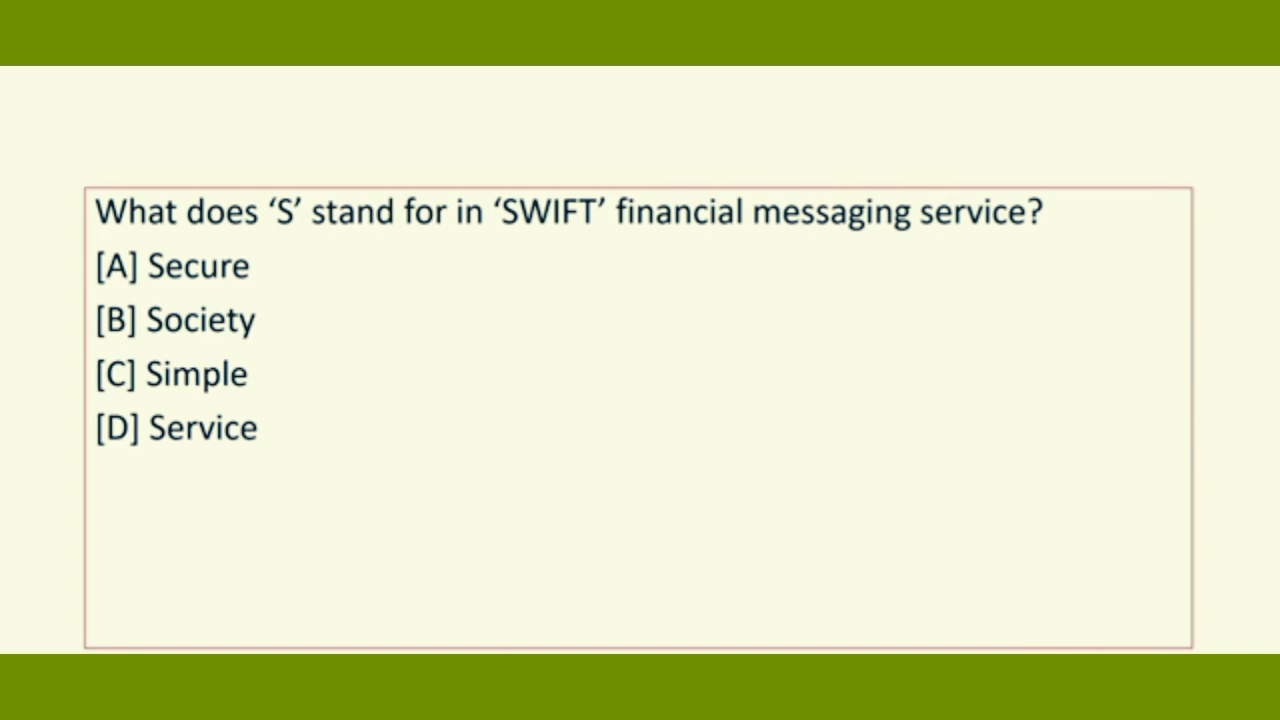 What does ‘S’ stand for in ‘SWIFT’ financial messaging service?
[A] Secure
[B] Society
[C] Simple
[D] Service